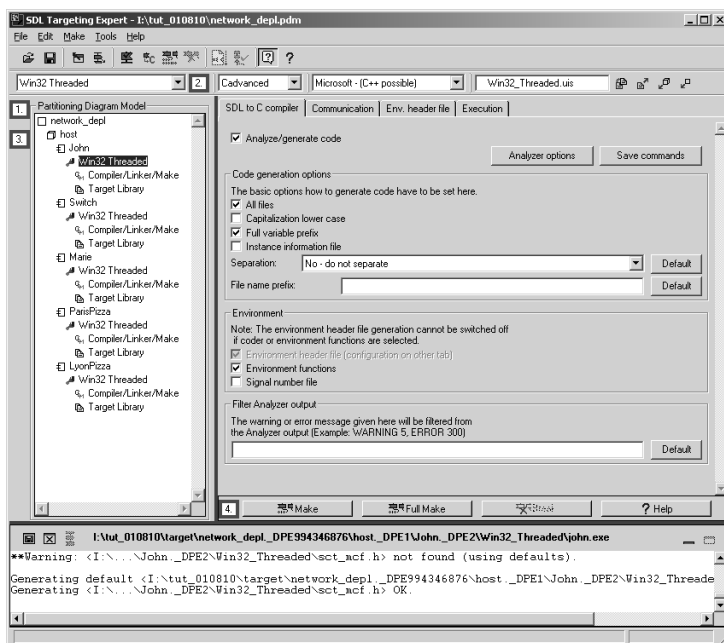 SDL Targeting Expert - I:\tut_010810\network_depl.pdm
File Edit Make Tools Help
Win32 Threaded
2.
Cadvanced
Microsoft - (C++ possible)
Win32_Threaded.uis
1.
Partitioning Diagram Model
3.
network_depl
host
John
Win32 Threaded
Compiler/Linker/Make
Target Library
Switch
Win32 Threaded
Compiler/Linker/Make
Target Library
Marie
Win32 Threaded
Compiler/Linker/Make
Target Library
ParisPizza
Win32 Threaded
Compiler/Linker/Make
Target Library
LyonPizza
Win32 Threaded
Compiler/Linker/Make
Target Library
SDL to C compiler Communication Env. header file Execution
Analyze/generate code
Analyzer options Save commands
Code generation options
The basic options how to generate code have to be set here.
All files
Capitalization lower case
Full variable prefix
Instance information file
Separation: No - do not separate Default
File name prefix: Default
Environment
Note: The environment header file generation cannot be switched off
if coder or environment functions are selected.
Environment header file (configuration on other tab)
Environment functions
Signal number file
Filter Analyzer output
The warning or error message given here will be filtered from
the Analyzer output (Example: WARNING 5, ERROR 300)
Default
4. Make Full Make ? Help
I:\tut_010810\target\network_depl._DPE994346876\host._DPE1\John._DPE2\Win32_Threaded\john.exe
**Warning: <I:\...\John._DPE2\Win32_Threaded\sct_mcf.h> not found (using defaults).
Generating default <I:\tut_010810\target\network_depl._DPE994346876\host._DPE1\John._DPE2\Win32_Threade
Generating <I:\...\John._DPE2\Win32_Threaded\sct_mcf.h> OK.